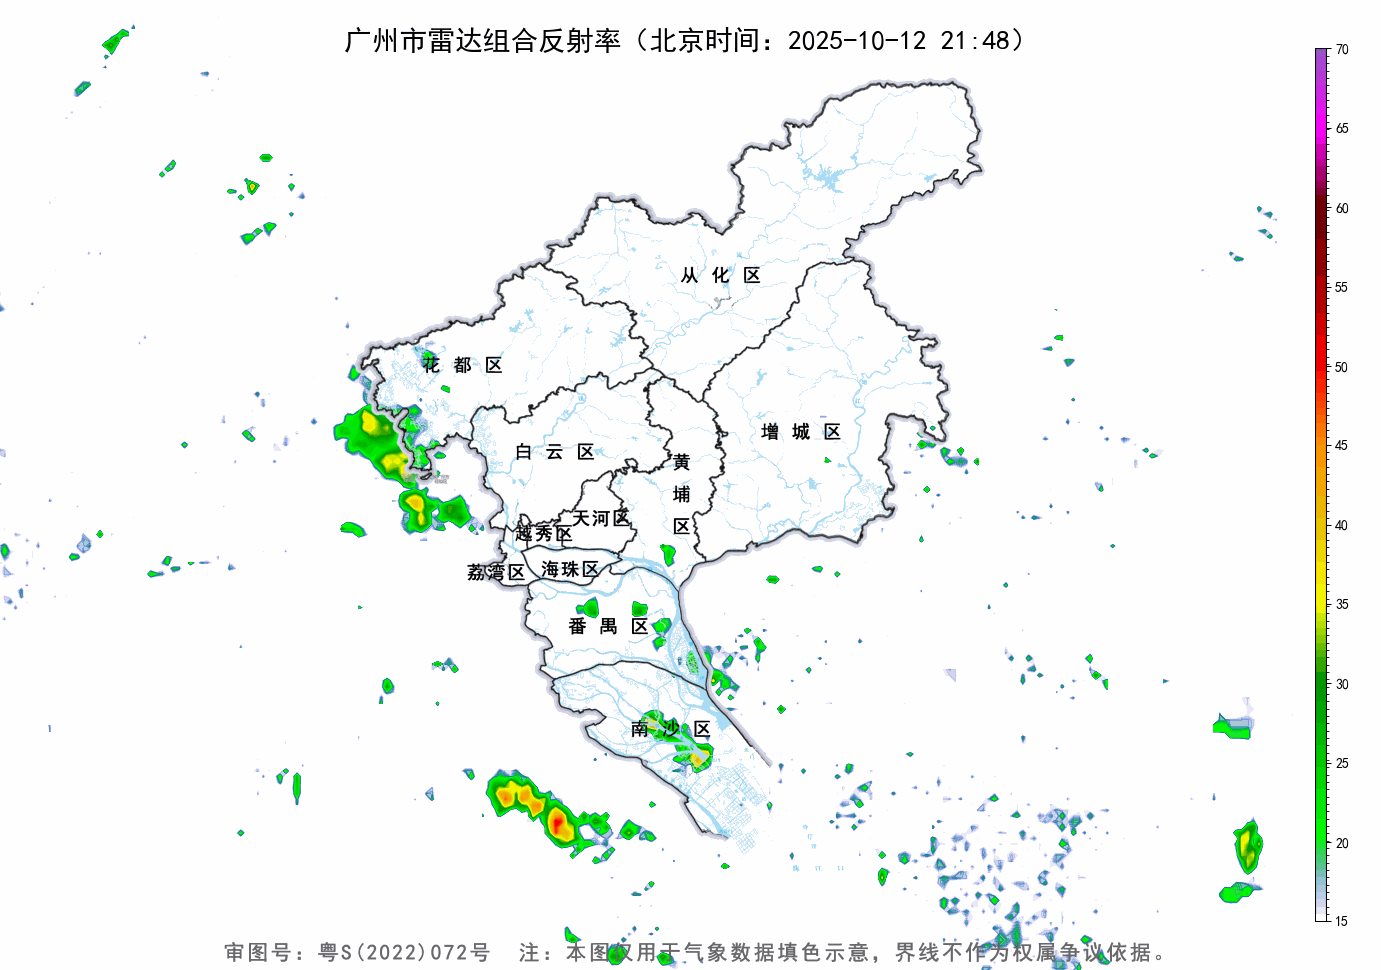 广州市雷达组合反射率（北京时间：2025-10-12 21:48）
70
65
60
55
50
45
40
35
30
25
20
15
从化区
花都区
增城区
白云区
黄埔区
天河区
越秀区
荔湾区
海珠区
番禺区
南沙区
审图号：粤S(2022)072号 注：本图仅用于气象数据填色示意，界线不作为权属争议依据。